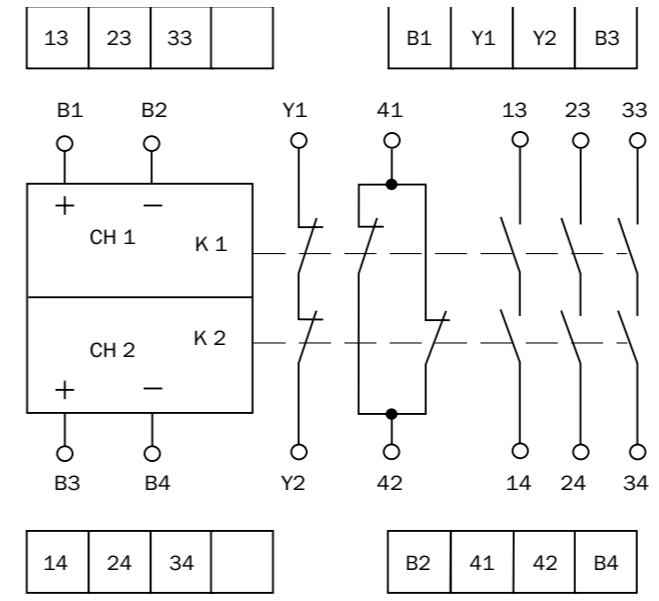 13 23 33 B1 Y1 Y2 B3
B1 B2 Y1 41 13 23 33
+ −
CH 1 K 1
K 2
CH 2
+ −
B3 B4 Y2 42 14 24 34
14 24 34 B2 41 42 B4